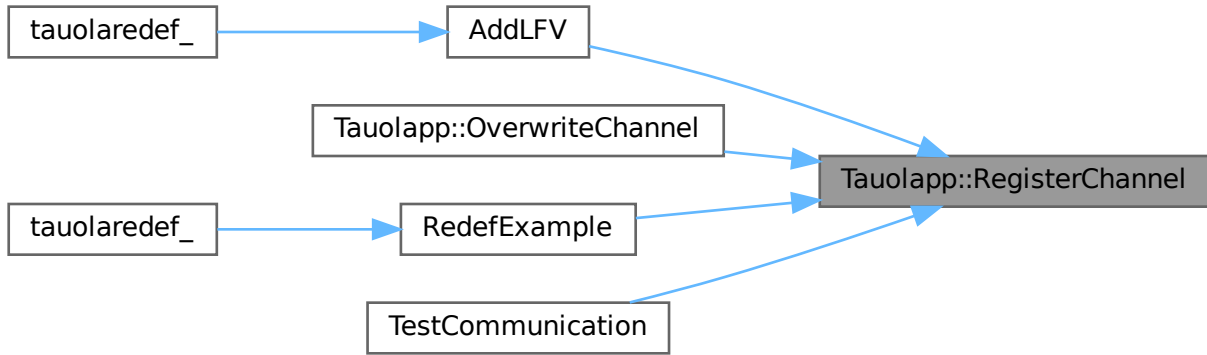 tauolaredef_
AddLFV
Tauolapp::OverwriteChannel
Tauolapp::RegisterChannel
tauolaredef_
RedefExample
TestCommunication